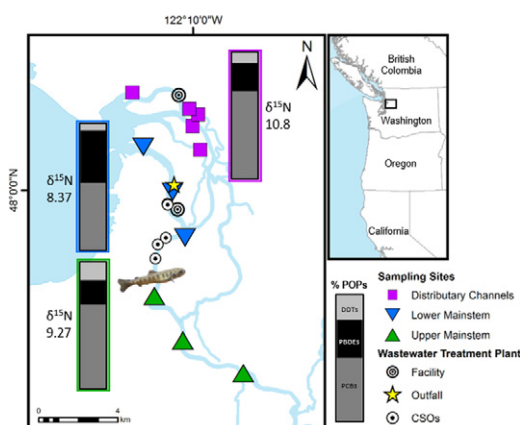 122°10'0"W
N
δ¹⁵N
10.8
δ¹⁵N
8.37
48°0'0"N
δ¹⁵N
9.27
0
4
km
British
Colombia
Washington
Oregon
California
% POPs
DDTs
PBDEs
PCBs
Sampling Sites
Distributary Channels
Lower Mainstem
Upper Mainstem
Wastewater Treatment Plant
Facility
Outfall
CSOs